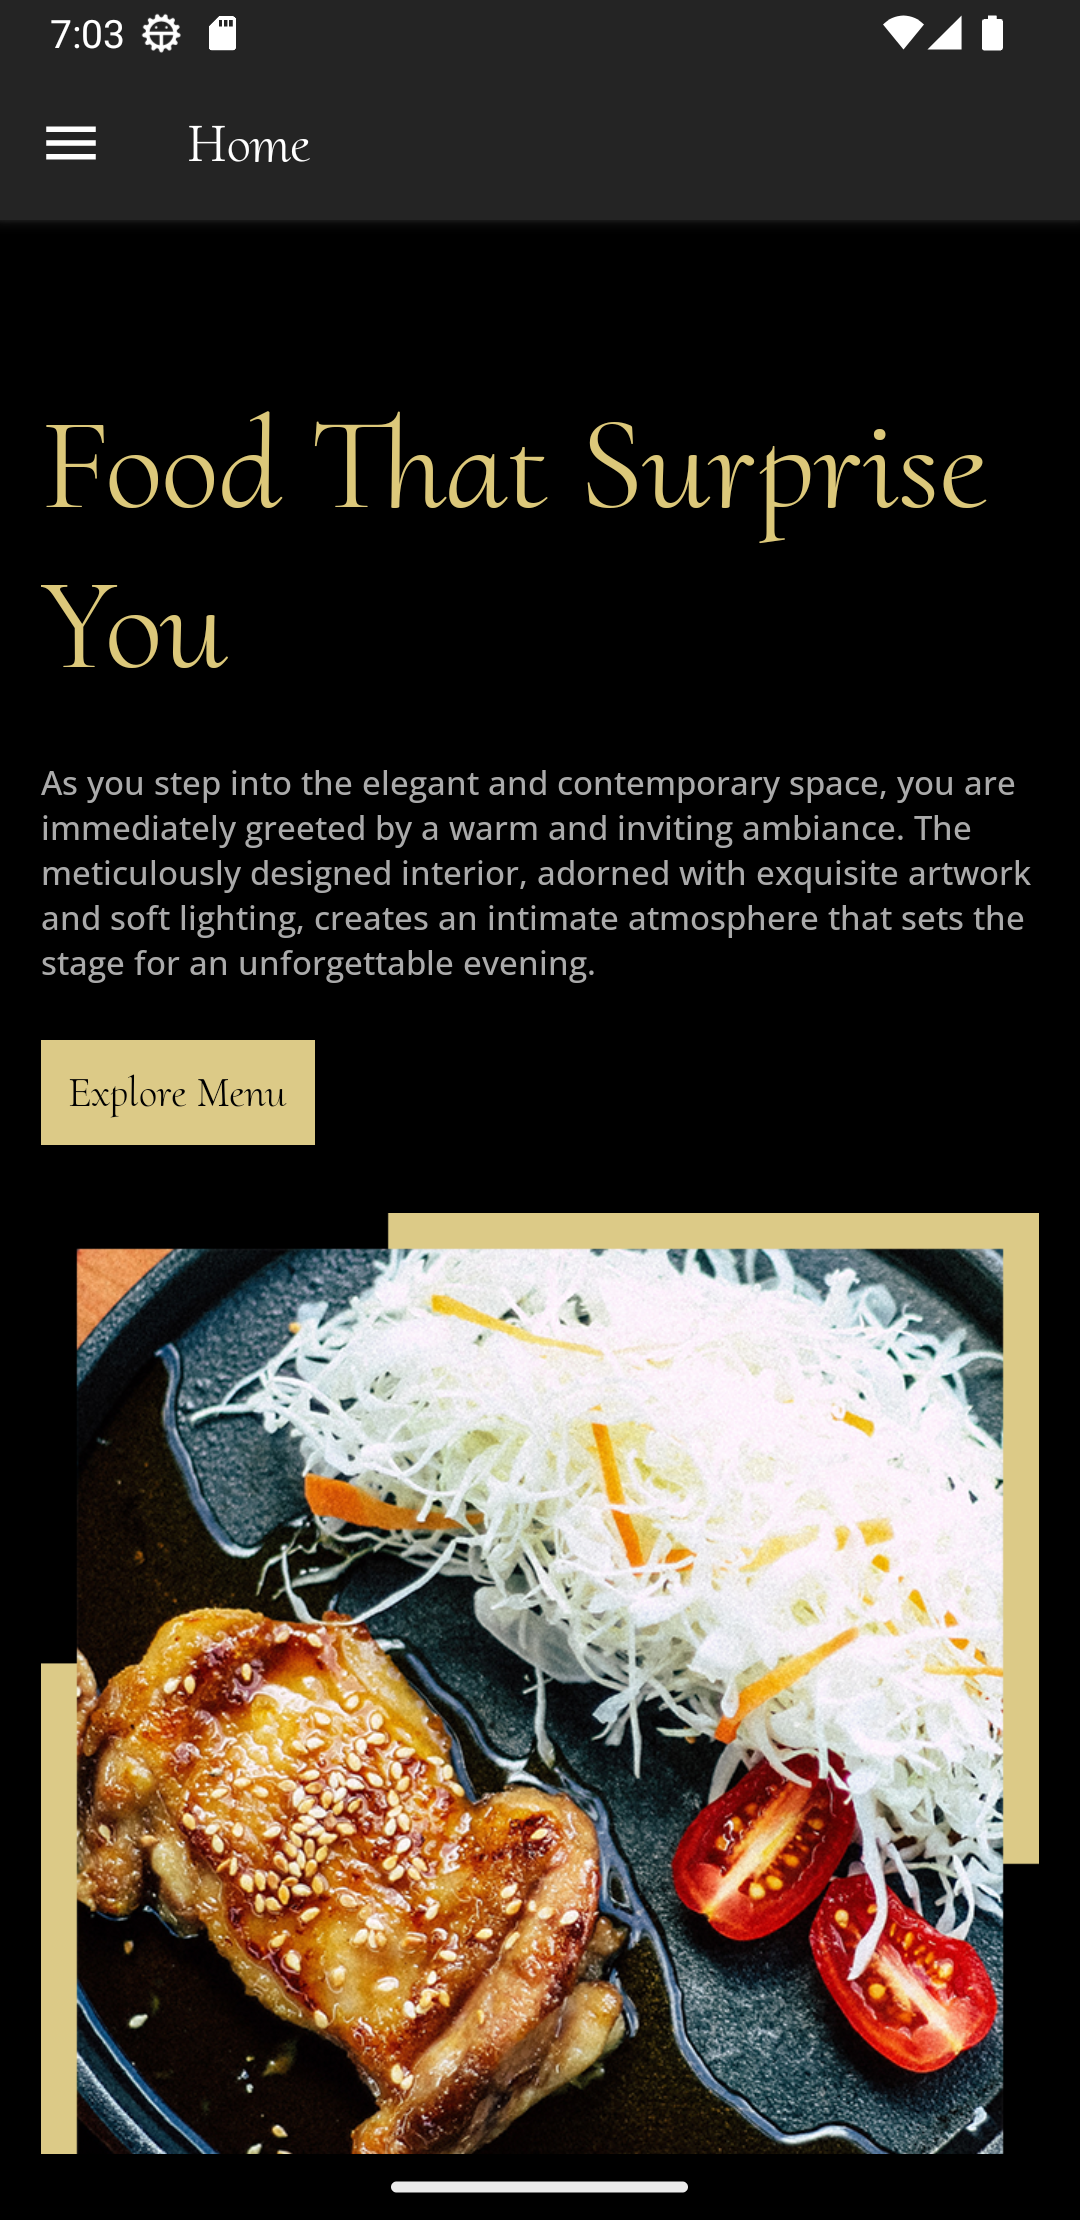 7:03
Home
Food That Surprise
You
As you step into the elegant and contemporary space, you are
immediately greeted by a warm and inviting ambiance. The
meticulously designed interior, adorned with exquisite artwork
and soft lighting, creates an intimate atmosphere that sets the
stage for an unforgettable evening.
Explore Menu